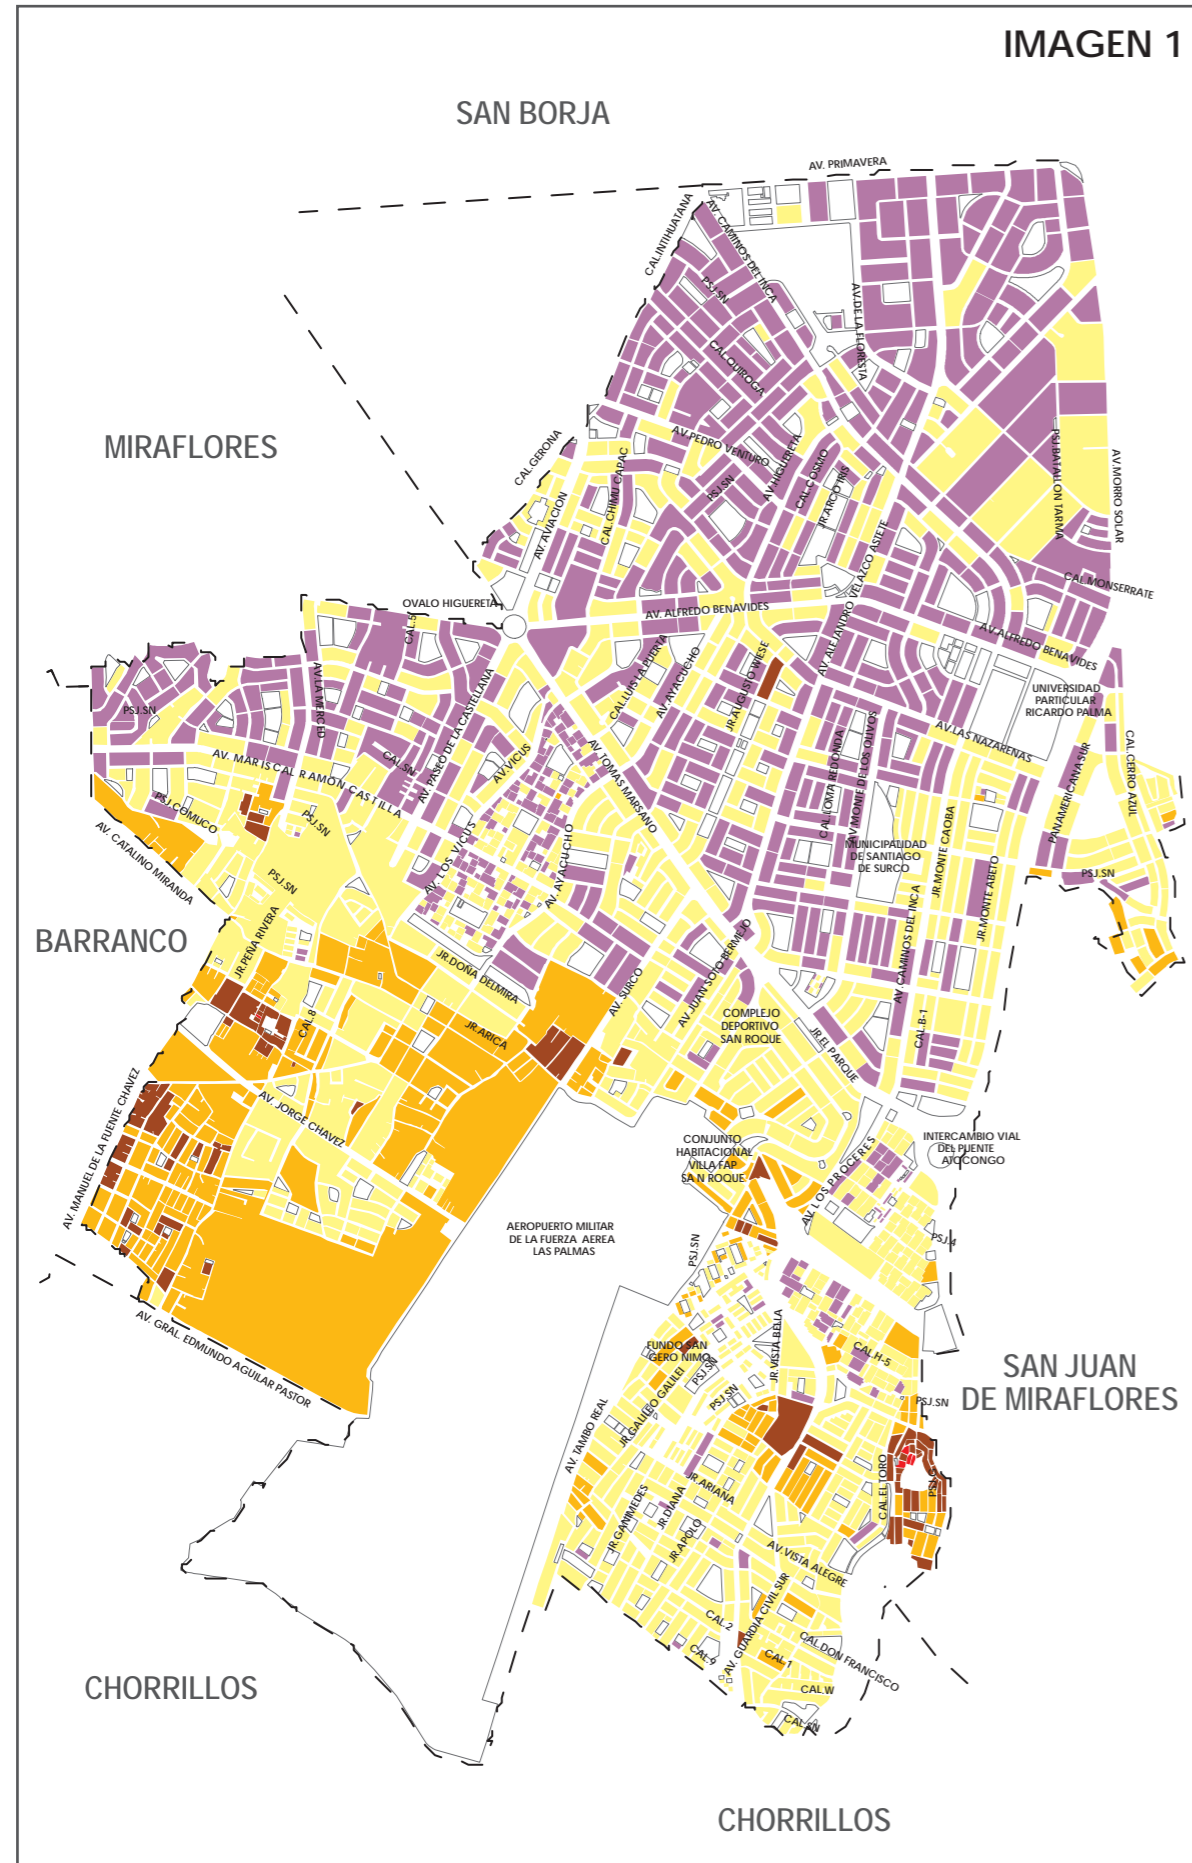 IMAGEN 1
SAN BORJA
AV. PRIMAVERA
CAL.INTIHUATANA
AV. CAMINOS DEL INCA
PSJ.SN
AV.DE LA FLORESTA
CAL.QUIROGA
MIRAFLORES
CAL.GERONA
AV. AVIACION
CAL.CHIMU CAPAC
AV.PEDRO VENTURO
PSJ.SN
AV.HIGUERETA
CAL.COSMO
JR.ARCO IRIS
PSJ.BATALLON TARMA
AV.MORRO SOLAR
CAL.MONSERRATE
OVALO HIGUERETA
AV. ALFREDO BENAVIDES
AV. ALEJANDRO VELAZCO ASTETE
AV.ALFREDO BENAVIDES
CAL.5
PSJ.SN
AV.LA MERCED
AV. PASEO DE LA CASTELLANA
CAL.LUIS LA PUERTA
AV.AYACUCHO
JR.AUGUSTO WIESE
UNIVERSIDAD
PARTICULAR
RICARDO PALMA
AV.LAS NAZARENAS
AV. MARISCAL RAMON CASTILLA
CAL.SN
AV.VICUS
AV.TOMAS MARSANO
CAL.LOMA REDONDA
AV.MONTE DE LOS OLIVOS
PANAMERICANA SUR
CAL.CERRO AZUL
PSJ.COMUCO
PSJ.SN
AV. CATALINO MIRANDA
PSJ.SN
AV. LOS VICUS
AV. AYACUCHO
MUNICIPALIDAD
DE SANTIAGO
DE SURCO
JR.MONTE CAOBA
JR.MONTE ABETO
PSJ.SN
BARRANCO
JR.PEÑA RIVERA
JR.DOÑA DELMIRA
AV. SURCO
AV.JUAN SOTO BERMEJO
AV.CAMINOS DEL INCA
CAL.8
JR.ARICA
COMPLEJO
DEPORTIVO
SAN ROQUE
JR.EL PARQUE
CAL.B-1
AV. MANUEL DE LA FUENTE CHAVEZ
AV. JORGE CHAVEZ
CONJUNTO
HABITACIONAL
VILLA FAP
SA N ROQUE
AV. LOS PROCERES
INTERCAMBIO VIAL
DEL PUENTE
ATOCONGO
AEROPUERTO MILITAR
DE LA FUERZA AEREA
LAS PALMAS
PSJ.SN
PSJ.4
AV. GRAL. EDMUNDO AGUILAR PASTOR
FUNDO SAN
GERO NIMO
JR.VISTA BELLA
CAL.H-5
SAN JUAN
DE MIRAFLORES
AV. TAMBO REAL
JR.GALILEO GALILEI
PSJ.SN
PSJ.SN
PSJ.SN
CAL.EL TORO
JR.ARIANA
JR.GANIMEDES
JR.DIANA
JR.APOLO
AV.VISTA ALEGRE
CAL.2
AV. GUARDIA CIVIL SUR
CAL.9
CAL.1
CAL.DON FRANCISCO
CAL.W
CAL.SN
CHORRILLOS
CHORRILLOS